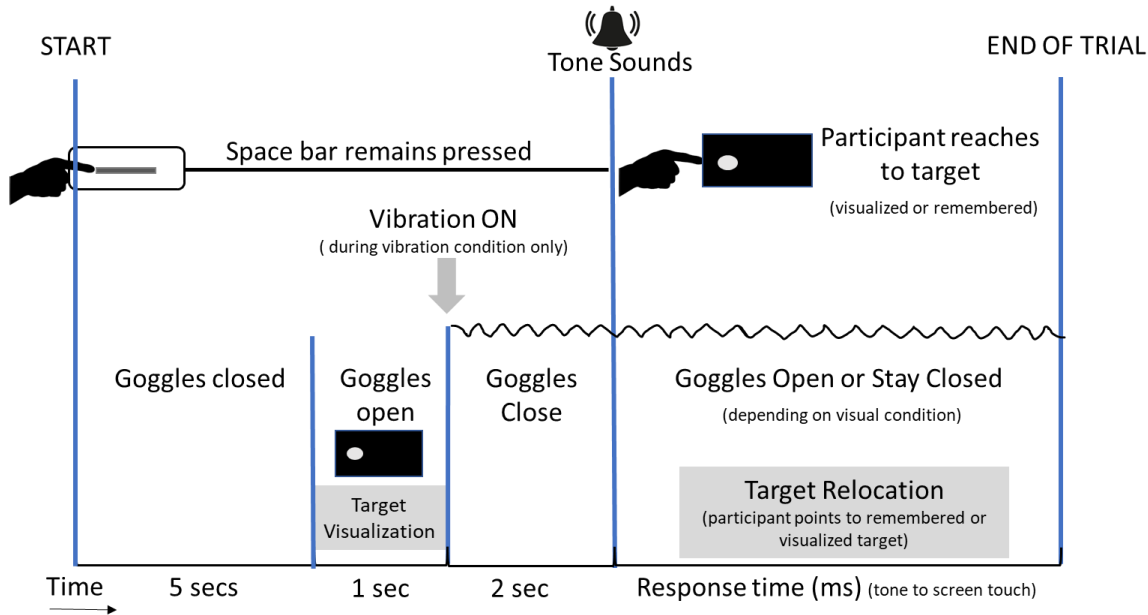 START
Tone Sounds
END OF TRIAL
Space bar remains pressed
Participant reaches
to target
(visualized or remembered)
Vibration ON
( during vibration condition only)
Goggles closed
Goggles
open
Goggles
Close
Goggles Open or Stay Closed
(depending on visual condition)
Target
Visualization
Target Relocation
(participant points to remembered or
visualized target)
Time
5 secs
1 sec
2 sec
Response time (ms) (tone to screen touch)